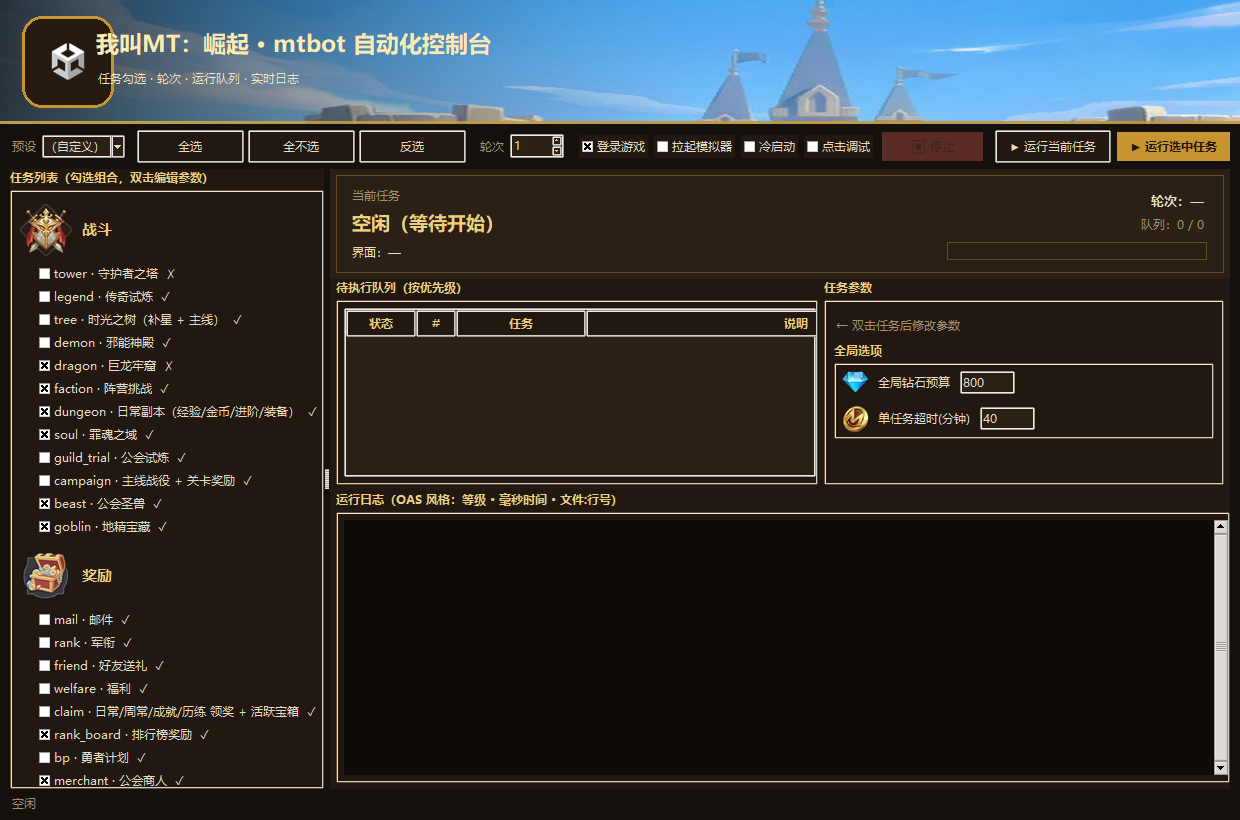 我叫MT：崛起 • mtbot 自动化控制台
任务勾选 · 轮次 · 运行队列 · 实时日志
预设 (自定义) 全选 全不选 反选 轮次 1 登录游戏 拉起模拟器 冷启动 点击调试 停止 ▶ 运行当前任务 ▶ 运行选中任务
任务列表（勾选组合，双击编辑参数）
战斗
tower · 守护者之塔 ✗
legend · 传奇试炼 ✓
tree · 时光之树（补星 + 主线） ✓
demon · 邪能神殿 ✓
dragon · 巨龙牢窟 ✗
faction · 阵营挑战 ✓
dungeon · 日常副本（经验/金币/进阶/装备） ✓
soul · 罪魂之域 ✓
guild_trial · 公会试炼 ✓
campaign · 主线战役 + 关卡奖励 ✓
beast · 公会圣兽 ✓
goblin · 地精宝藏 ✓
奖励
mail · 邮件 ✓
rank · 军衔 ✓
friend · 好友送礼 ✓
welfare · 福利 ✓
claim · 日常/周常/成就/历练 领奖 + 活跃宝箱 ✓
rank_board · 排行榜奖励 ✓
bp · 勇者计划 ✓
merchant · 公会商人 ✓
当前任务
空闲（等待开始）
界面：—
轮次：—
队列：0 / 0
待执行队列（按优先级）
状态 # 任务 说明
任务参数
← 双击任务后修改参数
全局选项
全局钻石预算 800
单任务超时(分钟) 40
运行日志（OAS 风格：等级 • 毫秒时间 • 文件:行号）
空闲